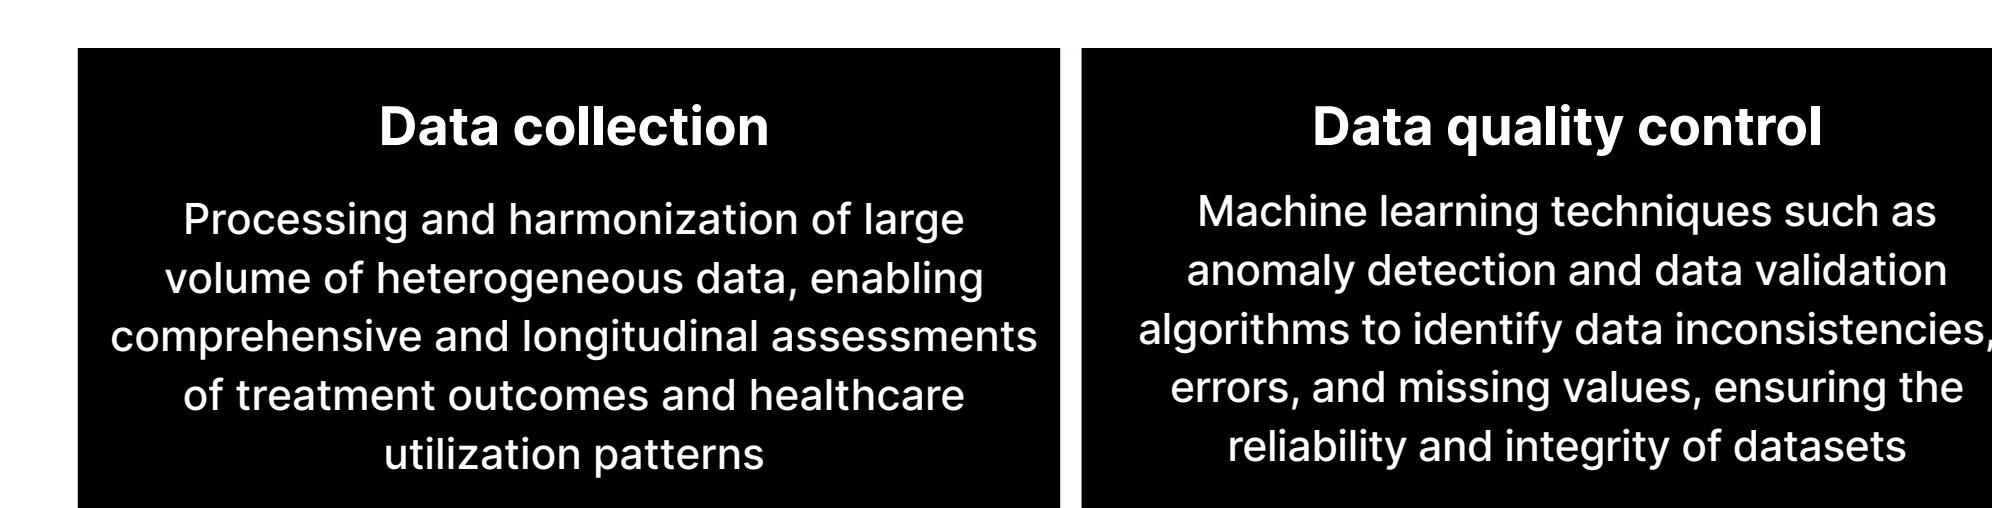 Data collection
Processing and harmonization of large
volume of heterogeneous data, enabling
comprehensive and longitudinal assessments
of treatment outcomes and healthcare
utilization patterns
Data quality control
Machine learning techniques such as
anomaly detection and data validation
algorithms to identify data inconsistencies,
errors, and missing values, ensuring the
reliability and integrity of datasets